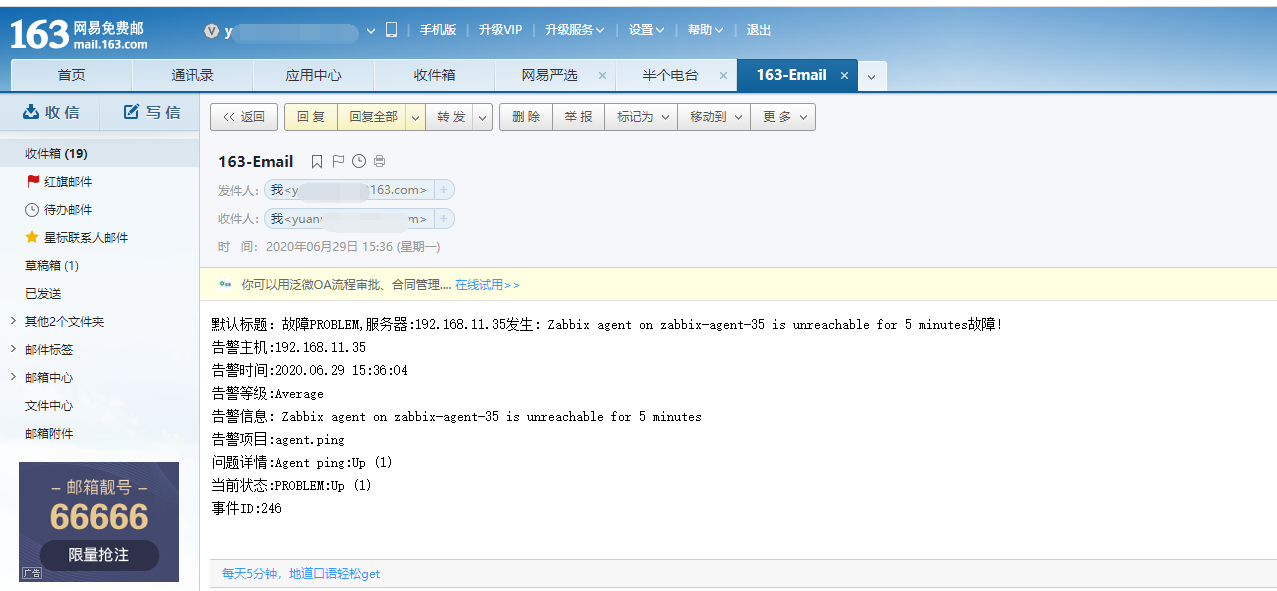 163 网易免费邮
mail.163.com
V y
手机版 | 升级VIP | 升级服务 | 设置 | 帮助 | 退出
首页 通讯录 应用中心 收件箱 网易严选 × 半个电台 × 163-Email ×
收信 写信
<< 返回 回复 回复全部 转发 删除 举报 标记为 移动到 更多
收件箱 (19)
红旗邮件
待办邮件
星标联系人邮件
草稿箱 (1)
已发送
其他2个文件夹
邮件标签
邮箱中心
文件中心
邮箱附件
– 邮箱靓号 –
66666
限量抢注
广告
163-Email
发件人: 我<y 163.com> +
收件人: 我<yuan m> +
时 间: 2020年06月29日 15:36 (星期一)
你可以用泛微OA流程审批、合同管理.... 在线试用>>
默认标题: 故障PROBLEM,服务器:192.168.11.35发生: Zabbix agent on zabbix-agent-35 is unreachable for 5 minutes故障!
告警主机:192.168.11.35
告警时间:2020.06.29 15:36:04
告警等级:Average
告警信息: Zabbix agent on zabbix-agent-35 is unreachable for 5 minutes
告警项目:agent.ping
问题详情:Agent ping:Up (1)
当前状态:PROBLEM:Up (1)
事件ID:246
每天5分钟，地道口语轻松get